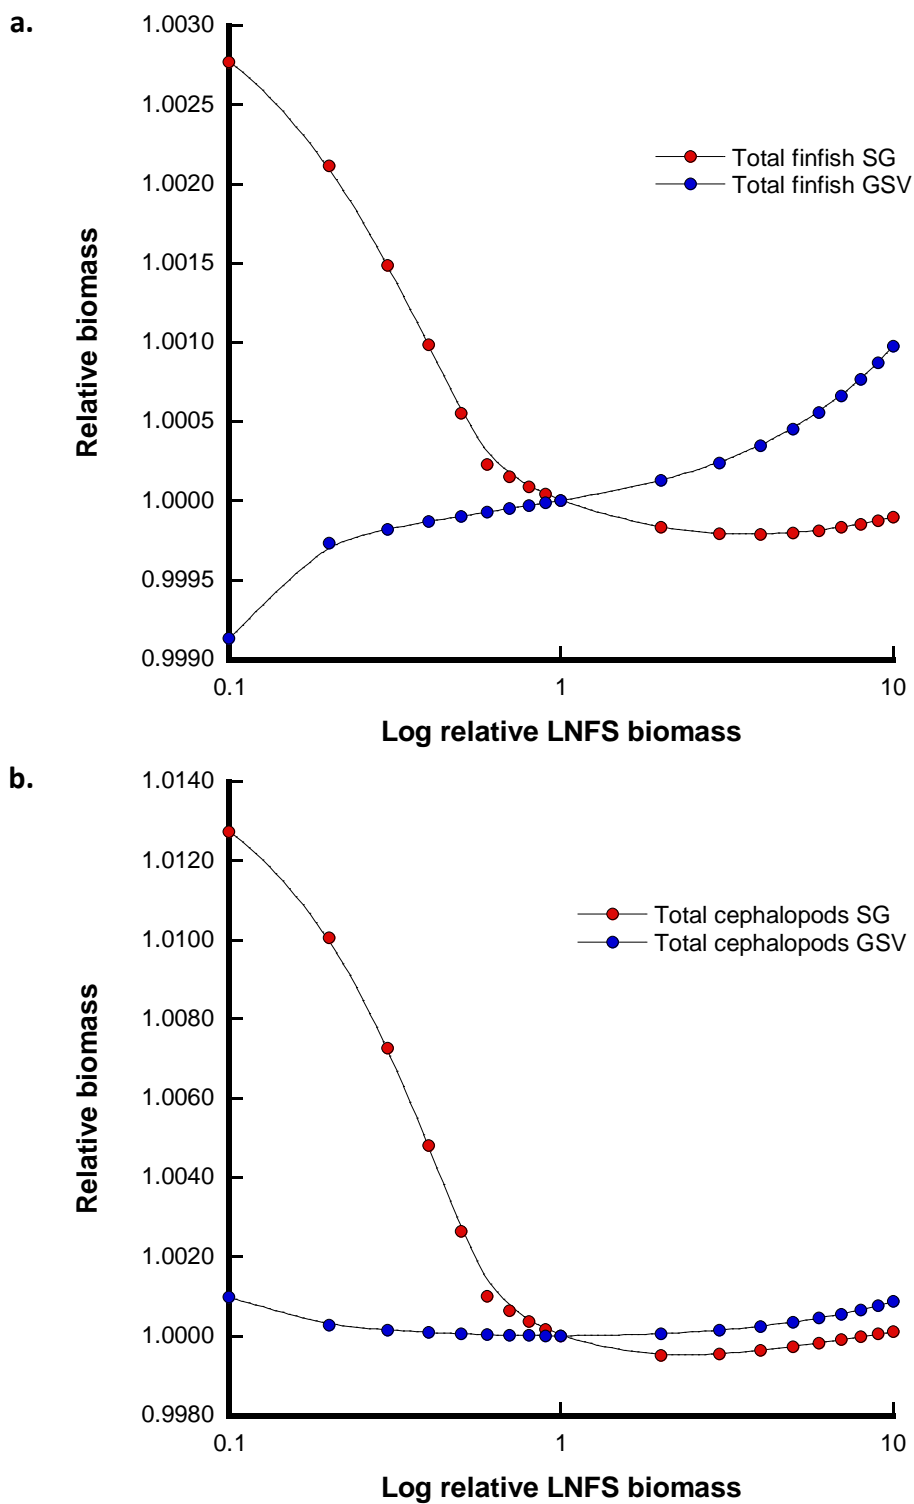 a.
1.0030
1.0025
1.0020
1.0015
1.0010
1.0005
1.0000
0.9995
0.9990
Relative biomass
Total finfish SG
Total finfish GSV
0.1
1
10
Log relative LNFS biomass
b.
1.0140
1.0120
1.0100
1.0080
1.0060
1.0040
1.0020
1.0000
0.9980
Relative biomass
Total cephalopods SG
Total cephalopods GSV
0.1
1
10
Log relative LNFS biomass